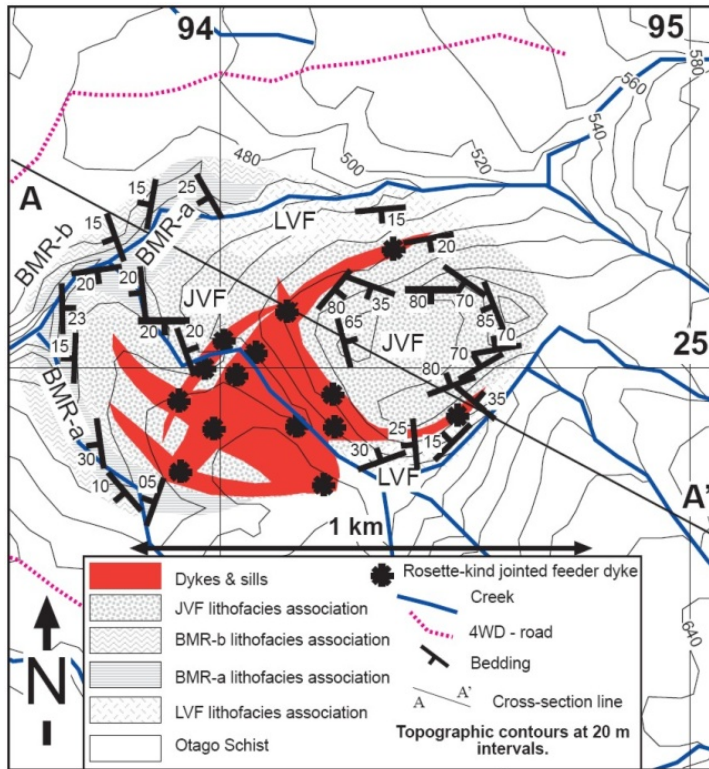 94
95
580
560
540
520
500
480
A
15
25
15
BMR-b
BMR-a
LVF
15
20
20
20
JVF
35
80
80
70
85
23
20
20
65
JVF
70
25
15
70
80
BMR-a
35
25
15
30
LVF
30
10
05
A'
1 km
640
N
Dykes & sills
JVF lithofacies association
BMR-b lithofacies association
BMR-a lithofacies association
LVF lithofacies association
Otago Schist
Rosette-kind jointed feeder dyke
Creek
4WD - road
Bedding
A A' Cross-section line
Topographic contours at 20 m
intervals.